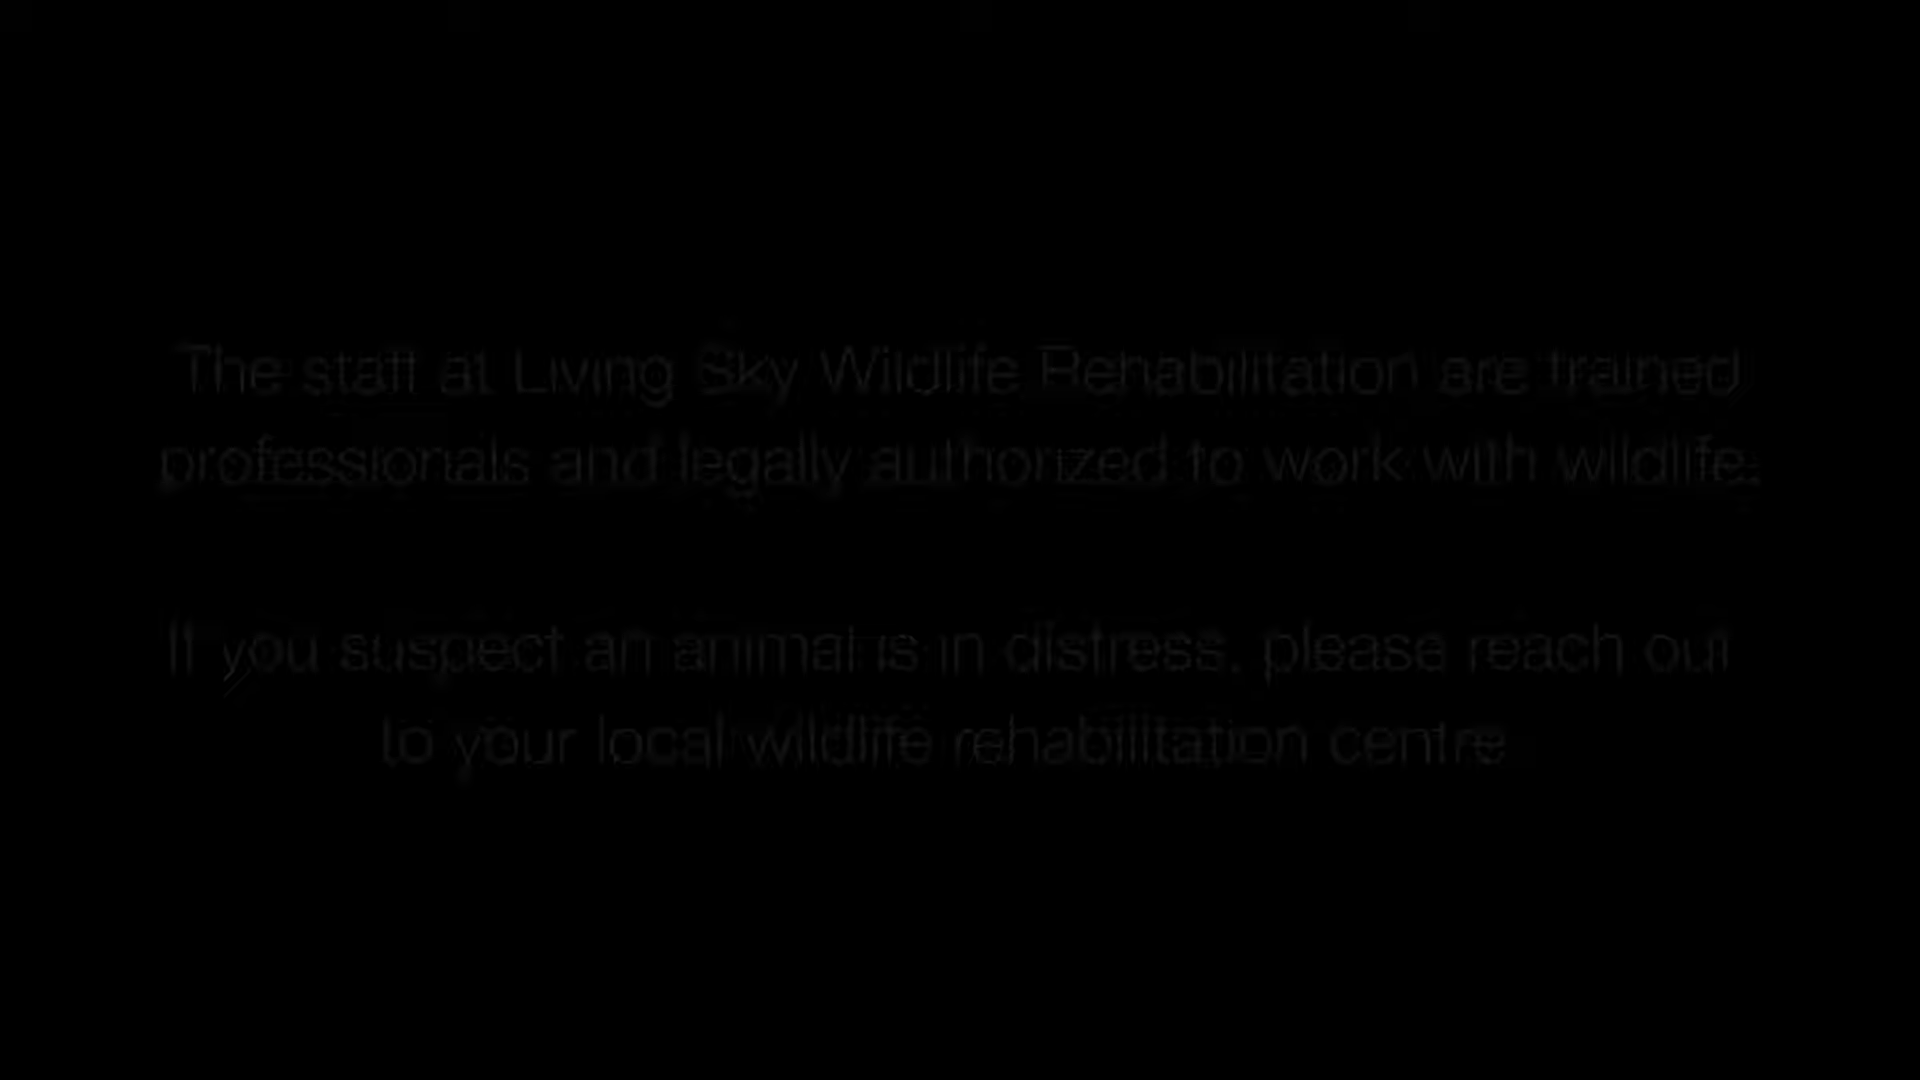 The staff at Living Sky Wildlife Rehabilitation are trained
professionals and legally authorized to work with wildlife.
If you suspect an animal is in distress, please reach out
to your local wildlife rehabilitation centre.